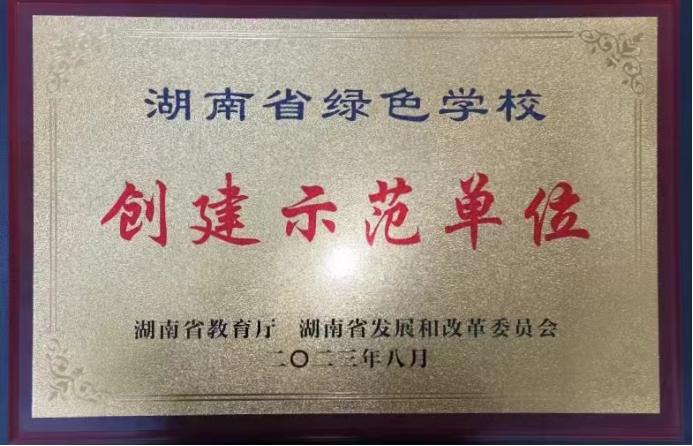 湖南省绿色学校
创建示范单位
湖南省教育厅 湖南省发展和改革委员会
二〇二三年八月